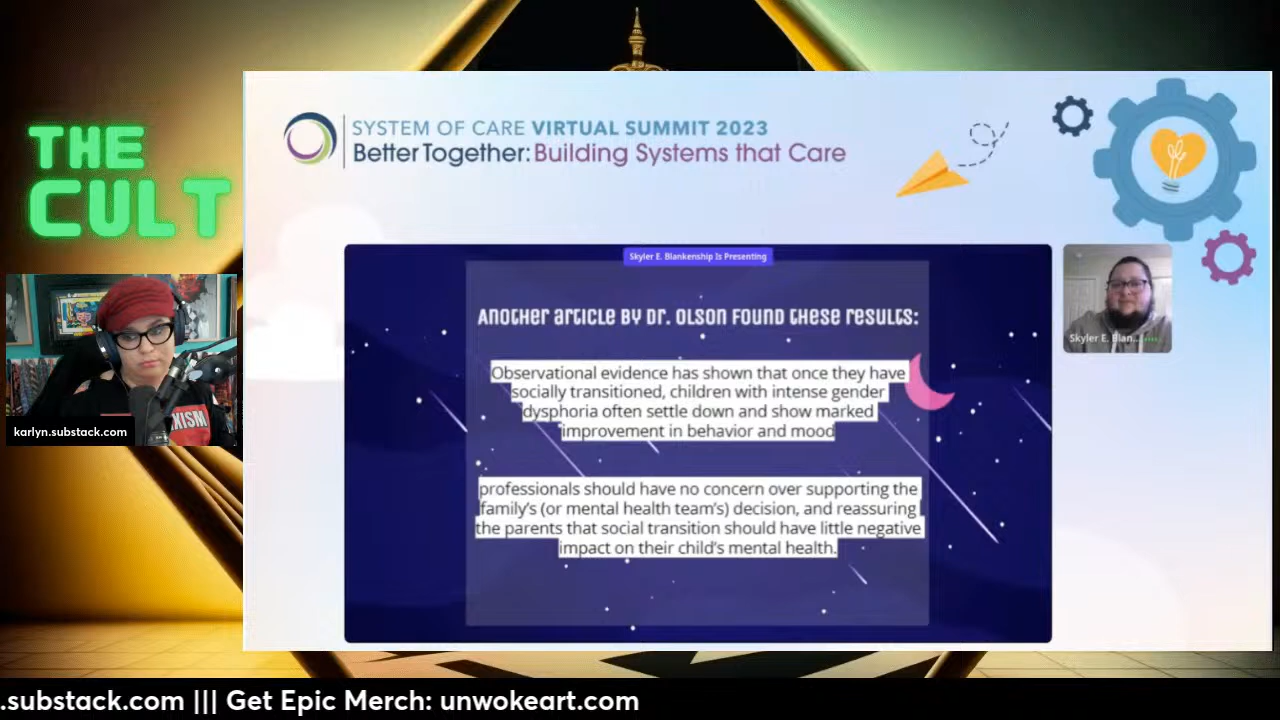 THE
CULT
SYSTEM OF CARE VIRTUAL SUMMIT 2023
Better Together: Building Systems that Care
Skyler E. Blankenship Is Presenting
Another article by Dr. Olson found these results:
Observational evidence has shown that once they have
socially transitioned, children with intense gender
dysphoria often settle down and show marked
improvement in behavior and mood
professionals should have no concern over supporting the
family's (or mental health team's) decision, and reassuring
the parents that social transition should have little negative
impact on their child's mental health.
Skyler E. Blan...
XISM
karlyn.substack.com
.substack.com ||| Get Epic Merch: unwokeart.com